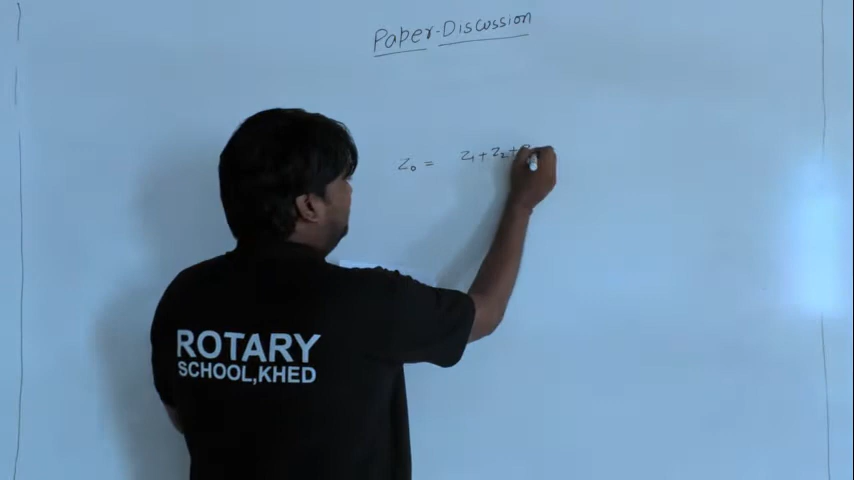 Paper-Discussion
Z₀ = Z₁ + Z₂ +
ROTARY
SCHOOL,KHED